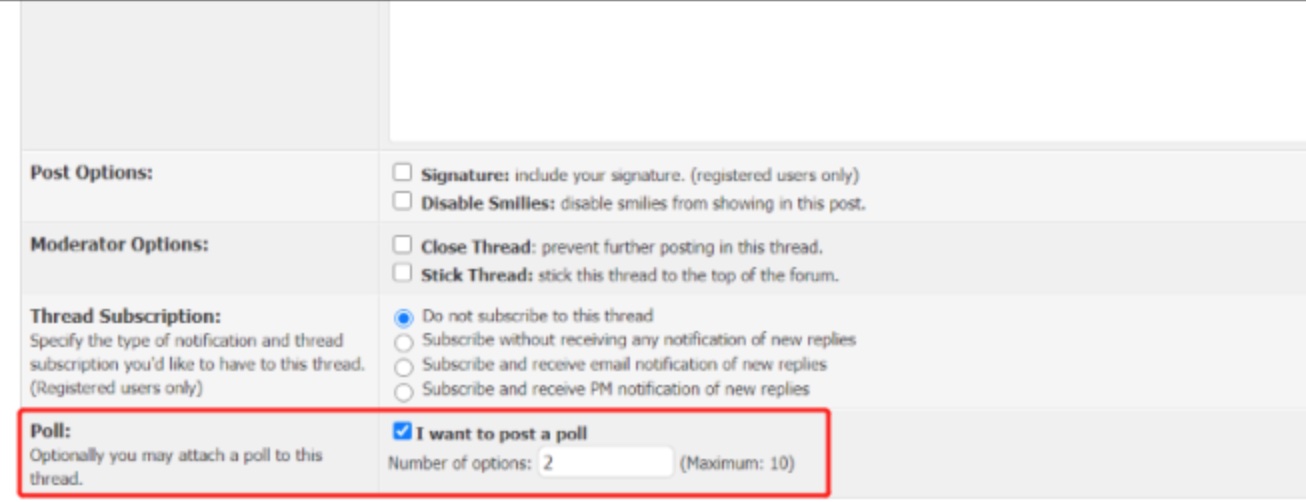 Post Options:
Signature: include your signature. (registered users only)
Disable Smilies: disable smilies from showing in this post.
Moderator Options:
Close Thread: prevent further posting in this thread.
Stick Thread: stick this thread to the top of the forum.
Thread Subscription:
Specify the type of notification and thread
subscription you'd like to have to this thread.
(Registered users only)
Do not subscribe to this thread
Subscribe without receiving any notification of new replies
Subscribe and receive email notification of new replies
Subscribe and receive PM notification of new replies
Poll:
Optionally you may attach a poll to this
thread.
I want to post a poll
Number of options: 2 (Maximum: 10)